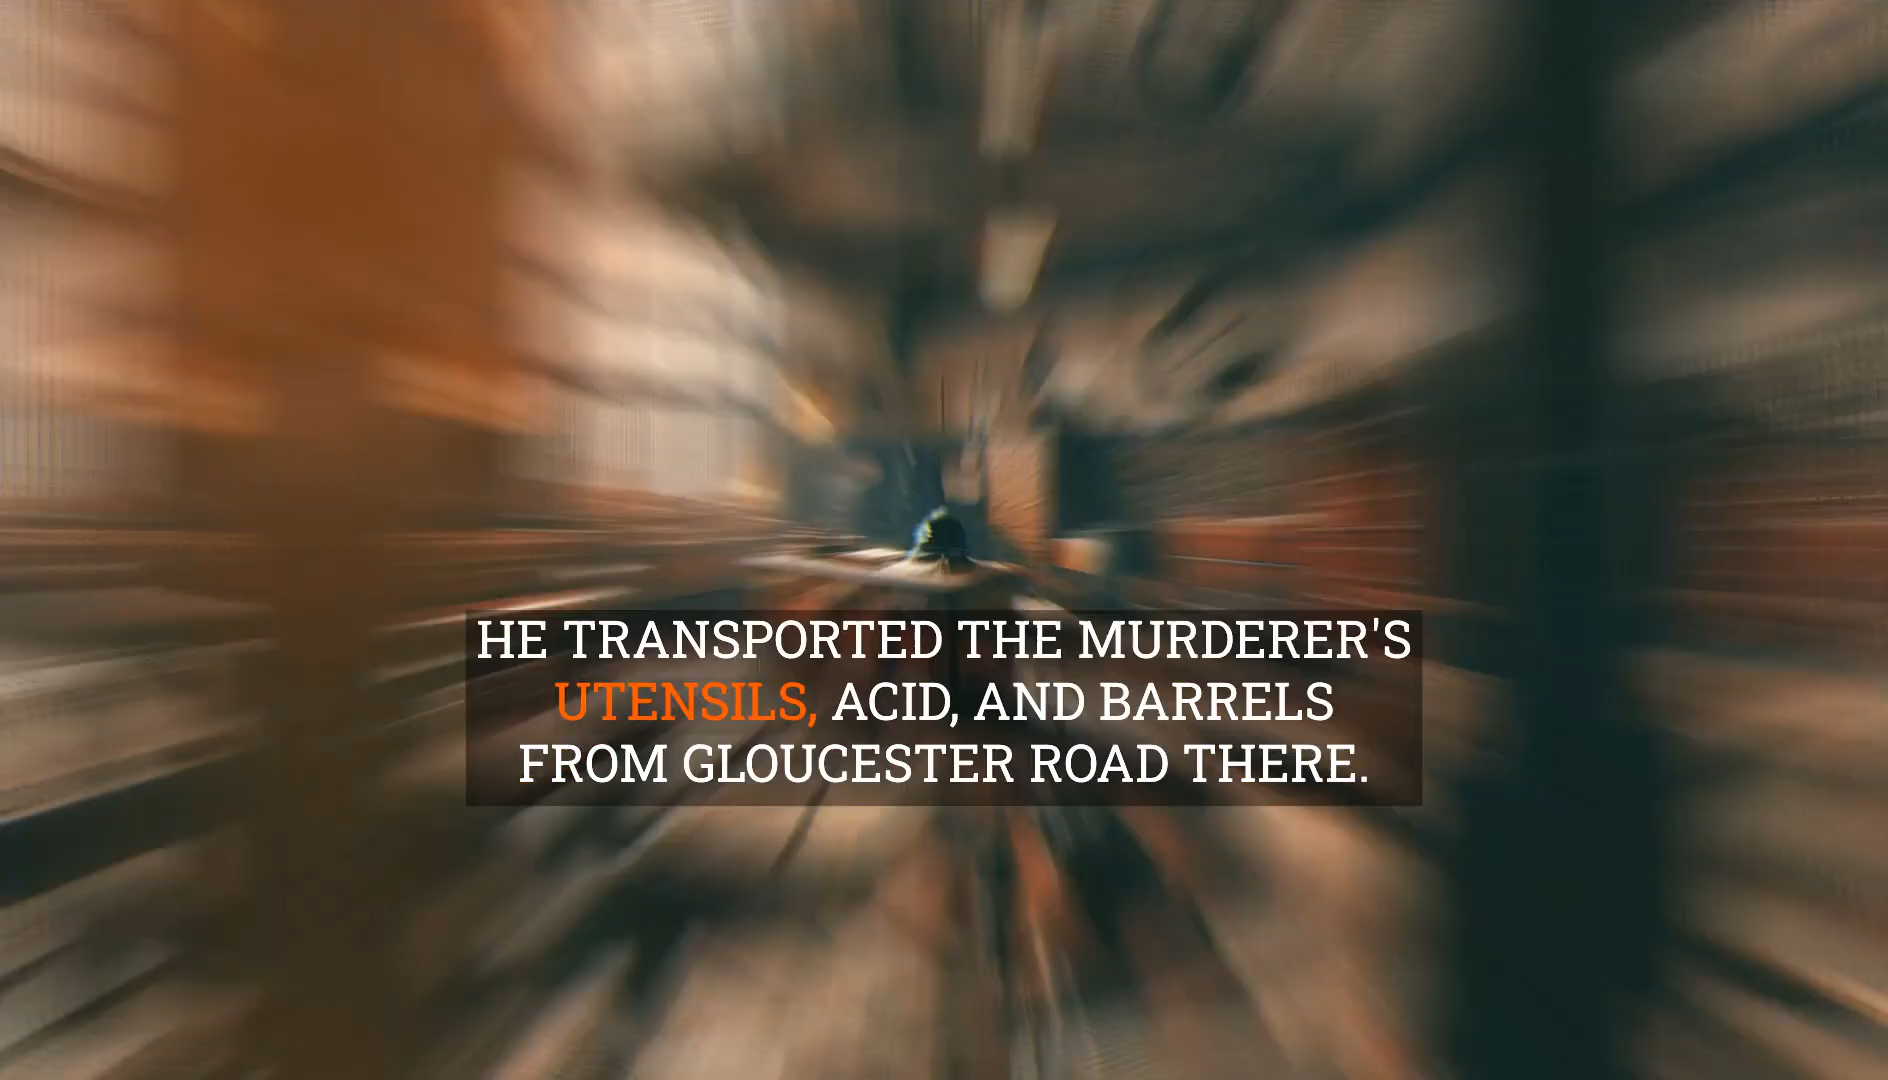 HE TRANSPORTED THE MURDERER'S
UTENSILS, ACID, AND BARRELS
FROM GLOUCESTER ROAD THERE.